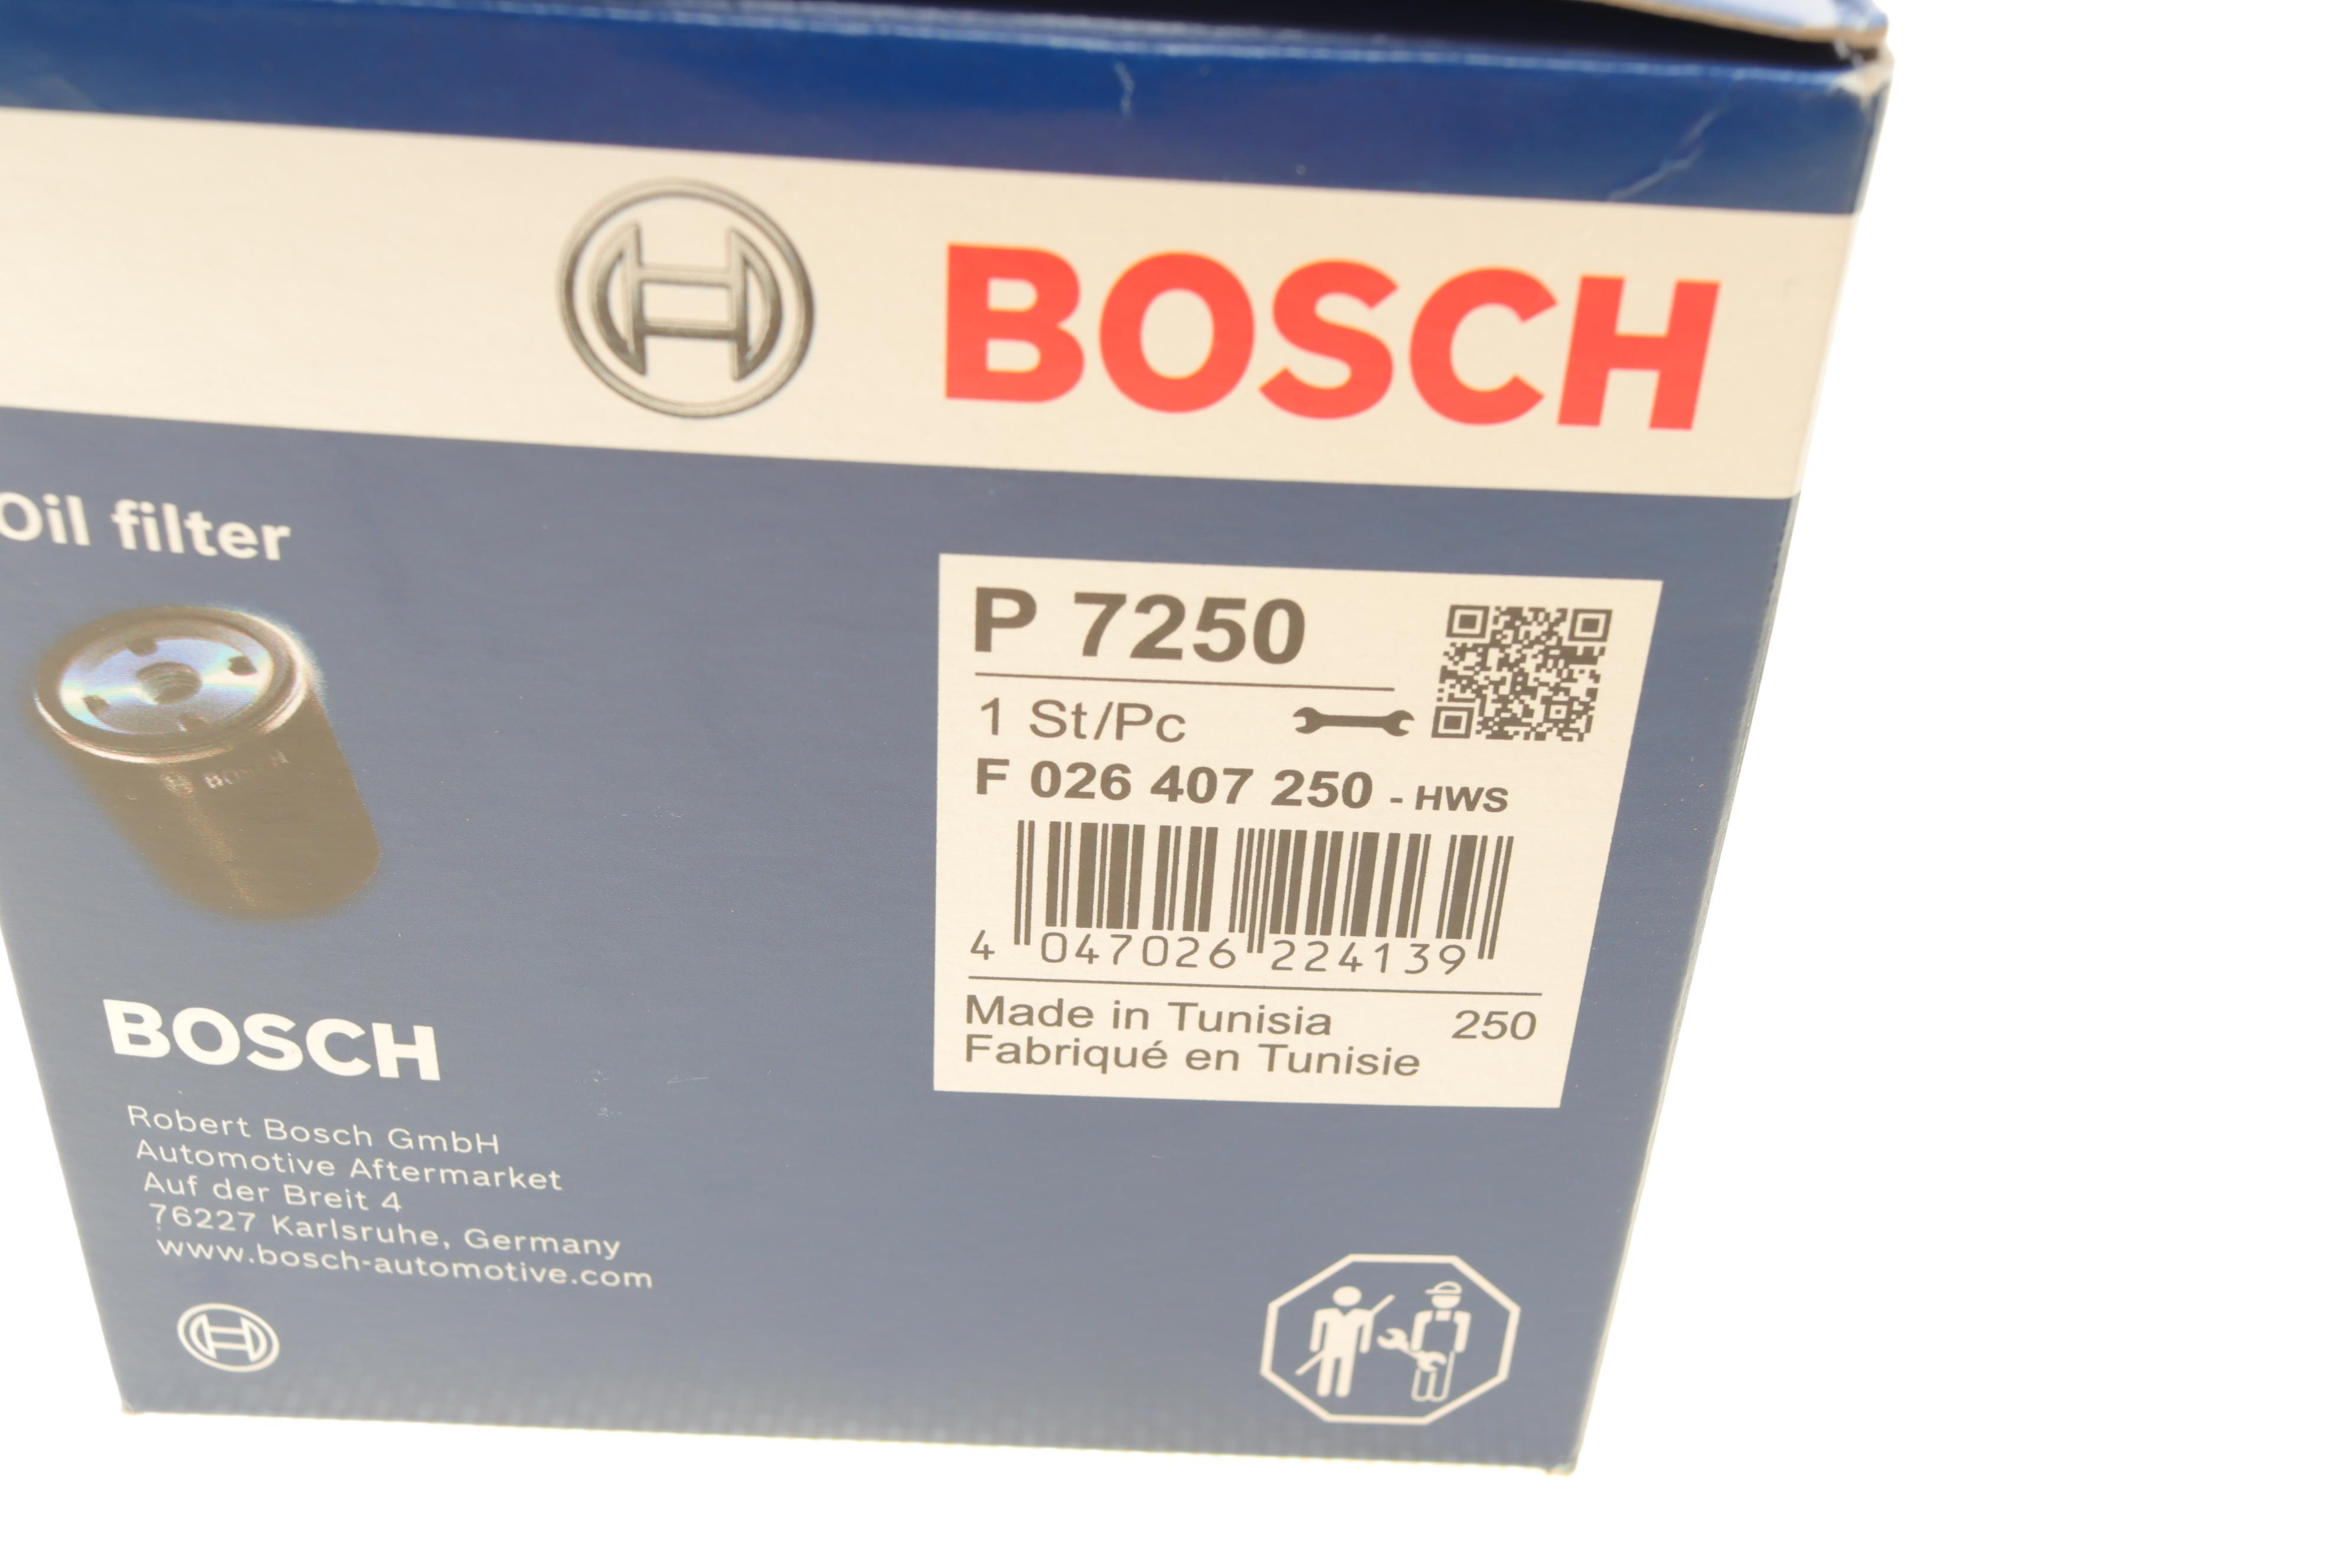 BOSCH
Oil filter
BOSCH
P 7250
1 St/Pc
F 026 407 250 - HWS
4 047026 224139
Made in Tunisia 250
Fabriqué en Tunisie
BOSCH
Robert Bosch GmbH
Automotive Aftermarket
Auf der Breit 4
76227 Karlsruhe, Germany
www.bosch-automotive.com